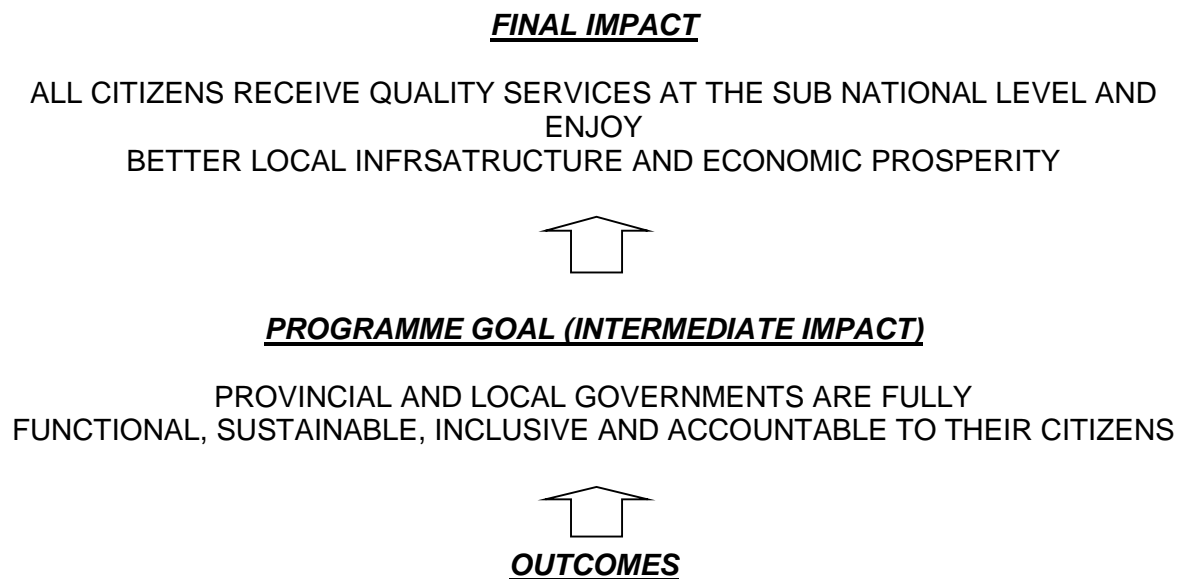 FINAL IMPACT
ALL CITIZENS RECEIVE QUALITY SERVICES AT THE SUB NATIONAL LEVEL AND
ENJOY
BETTER LOCAL INFRSATRUCTURE AND ECONOMIC PROSPERITY
PROGRAMME GOAL (INTERMEDIATE IMPACT)
PROVINCIAL AND LOCAL GOVERNMENTS ARE FULLY
FUNCTIONAL, SUSTAINABLE, INCLUSIVE AND ACCOUNTABLE TO THEIR CITIZENS
OUTCOMES